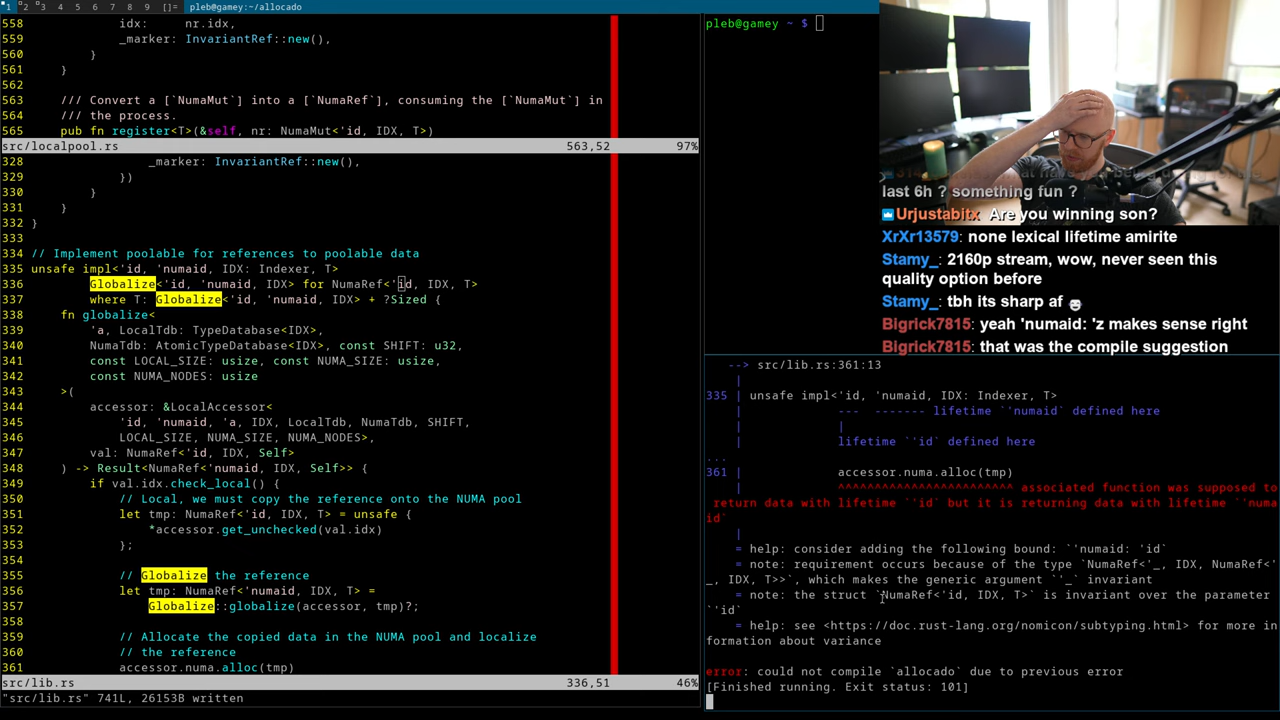 1 2 3 4 5 6 7 8 9 []= pleb@gamey:~/allocado
558 idx: nr.idx,
559 _marker: InvariantRef::new(),
560 }
561 }
562
563 /// Convert a [`NumaMut`] into a [`NumaRef`], consuming the [`NumaMut`] in
564 /// the process.
565 pub fn register<T>(&self, nr: NumaMut<'id, IDX, T>)
src/localpool.rs 563,52 97%
328 _marker: InvariantRef::new(),
329 })
330 }
331 }
332 }
333
334 // Implement poolable for references to poolable data
335 unsafe impl<'id, 'numaid, IDX: Indexer, T>
336 Globalize<'id, 'numaid, IDX> for NumaRef<'id, IDX, T>
337 where T: Globalize<'id, 'numaid, IDX> + ?Sized {
338 fn globalize<
339 'a, LocalTdb: TypeDatabase<IDX>,
340 NumaTdb: AtomicTypeDatabase<IDX>, const SHIFT: u32,
341 const LOCAL_SIZE: usize, const NUMA_SIZE: usize,
342 const NUMA_NODES: usize
343 >(
344 accessor: &LocalAccessor<
345 'id, 'numaid, 'a, IDX, LocalTdb, NumaTdb, SHIFT,
346 LOCAL_SIZE, NUMA_SIZE, NUMA_NODES>,
347 val: NumaRef<'id, IDX, Self>
348 ) -> Result<NumaRef<'numaid, IDX, Self>> {
349 if val.idx.check_local() {
350 // Local, we must copy the reference onto the NUMA pool
351 let tmp: NumaRef<'id, IDX, T> = unsafe {
352 *accessor.get_unchecked(val.idx)
353 };
354
355 // Globalize the reference
356 let tmp: NumaRef<'numaid, IDX, T> =
357 Globalize::globalize(accessor, tmp)?;
358
359 // Allocate the copied data in the NUMA pool and localize
360 // the reference
361 accessor.numa.alloc(tmp)
src/lib.rs 336,51 46%
"src/lib.rs" 741L, 26153B written
pleb@gamey ~ $
last 6h ? something fun ?
Urjustabitx Are you winning son?
XrXr13579: none lexical lifetime amirite
Stamy_: 2160p stream, wow, never seen this
quality option before
Stamy_: tbh its sharp af
Bigrick7815: yeah 'numaid: 'z makes sense right
Bigrick7815: that was the compile suggestion
--> src/lib.rs:361:13
|
335 | unsafe impl<'id, 'numaid, IDX: Indexer, T>
| --- ------- lifetime `'numaid` defined here
| |
| lifetime `'id` defined here
...
361 | accessor.numa.alloc(tmp)
| ^^^^^^^^^^^^^^^^^^^^^^^^ associated function was supposed to
return data with lifetime `'id` but it is returning data with lifetime `'numa
id`
|
= help: consider adding the following bound: `'numaid: 'id`
= note: requirement occurs because of the type `NumaRef<'_, IDX, NumaRef<'
_, IDX, T>>`, which makes the generic argument `'_` invariant
= note: the struct `NumaRef<'id, IDX, T>` is invariant over the parameter
`'id`
= help: see <https://doc.rust-lang.org/nomicon/subtyping.html> for more in
formation about variance
error: could not compile `allocado` due to previous error
[Finished running. Exit status: 101]